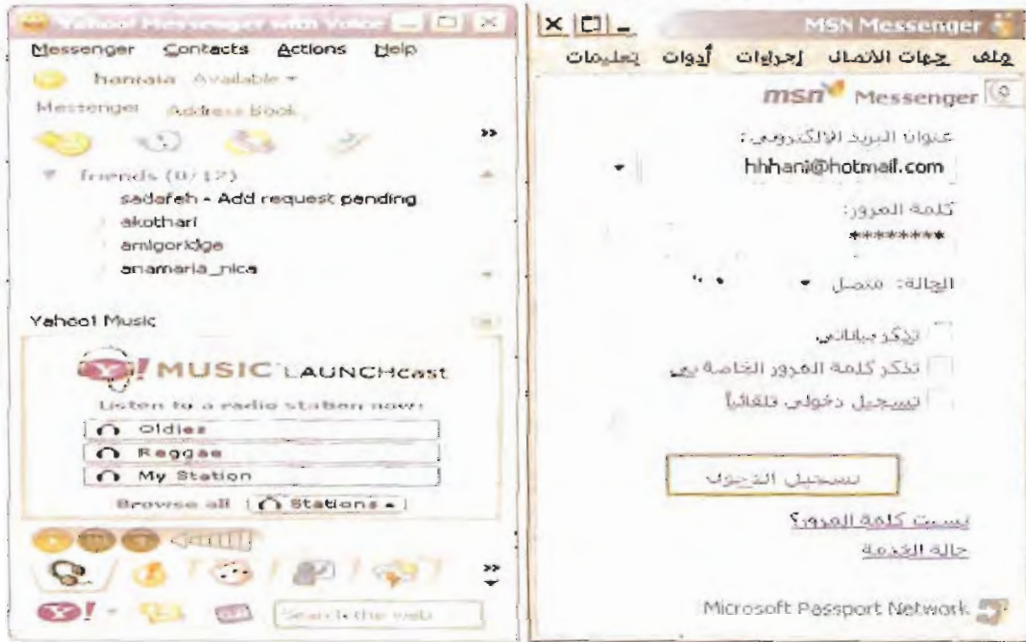 Yahoo! Messenger with Voice
Messenger Contacts Actions Help
Available
Messenger Address Book
friends (0/12)
sadafeh - Add request pending
akothari
amigoridge
anamaria_nica
Yahoo! Music
Y! MUSIC LAUNCHcast
Listen to a radio station now:
Oldies
Reggae
My Station
Browse all Stations
Y! Search the web
MSN Messenger
ملف جهات الاتصال إجراءات أدوات تعليمات
msn Messenger
عنوان البريد الالكتروني:
hhhani@hotmail.com
كلمة المرور:
********
الحالة: متصل
تذكر بياناتي
تذكر كلمة المرور الخاصة بي
تسجيل دخولي تلقائياً
تسجيل الدخول
نسيت كلمة المرور؟
حالة الخدمة
Microsoft Passport Network